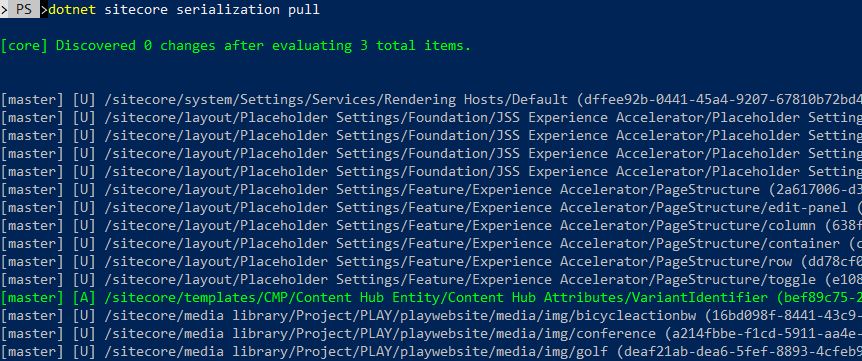 > PS >dotnet sitecore serialization pull
[core] Discovered 0 changes after evaluating 3 total items.
[master] [U] /sitecore/system/Settings/Services/Rendering Hosts/Default (dffee92b-0441-45a4-9207-67810b72bd4
[master] [U] /sitecore/layout/Placeholder Settings/Foundation/JSS Experience Accelerator/Placeholder Setting
[master] [U] /sitecore/layout/Placeholder Settings/Foundation/JSS Experience Accelerator/Placeholder Setting
[master] [U] /sitecore/layout/Placeholder Settings/Foundation/JSS Experience Accelerator/Placeholder Setting
[master] [U] /sitecore/layout/Placeholder Settings/Foundation/JSS Experience Accelerator/Placeholder Setting
[master] [U] /sitecore/layout/Placeholder Settings/Feature/Experience Accelerator/PageStructure (2a617006-d3
[master] [U] /sitecore/layout/Placeholder Settings/Feature/Experience Accelerator/PageStructure/edit-panel (
[master] [U] /sitecore/layout/Placeholder Settings/Feature/Experience Accelerator/PageStructure/column (638f
[master] [U] /sitecore/layout/Placeholder Settings/Feature/Experience Accelerator/PageStructure/container (c
[master] [U] /sitecore/layout/Placeholder Settings/Feature/Experience Accelerator/PageStructure/row (dd78cf0
[master] [U] /sitecore/layout/Placeholder Settings/Feature/Experience Accelerator/PageStructure/toggle (e108
[master] [A] /sitecore/templates/CMP/Content Hub Entity/Content Hub Attributes/VariantIdentifier (bef89c75-2
[master] [U] /sitecore/media library/Project/PLAY/playwebsite/media/img/bicycleactionbw (16bd098f-8441-43c9-
[master] [U] /sitecore/media library/Project/PLAY/playwebsite/media/img/conference (a214fbbe-f1cd-5911-aa4e-
[master] [U] /sitecore/media library/Project/PLAY/playwebsite/media/img/golf (deaf21ab-dea6-5fef-8893-4cfebe